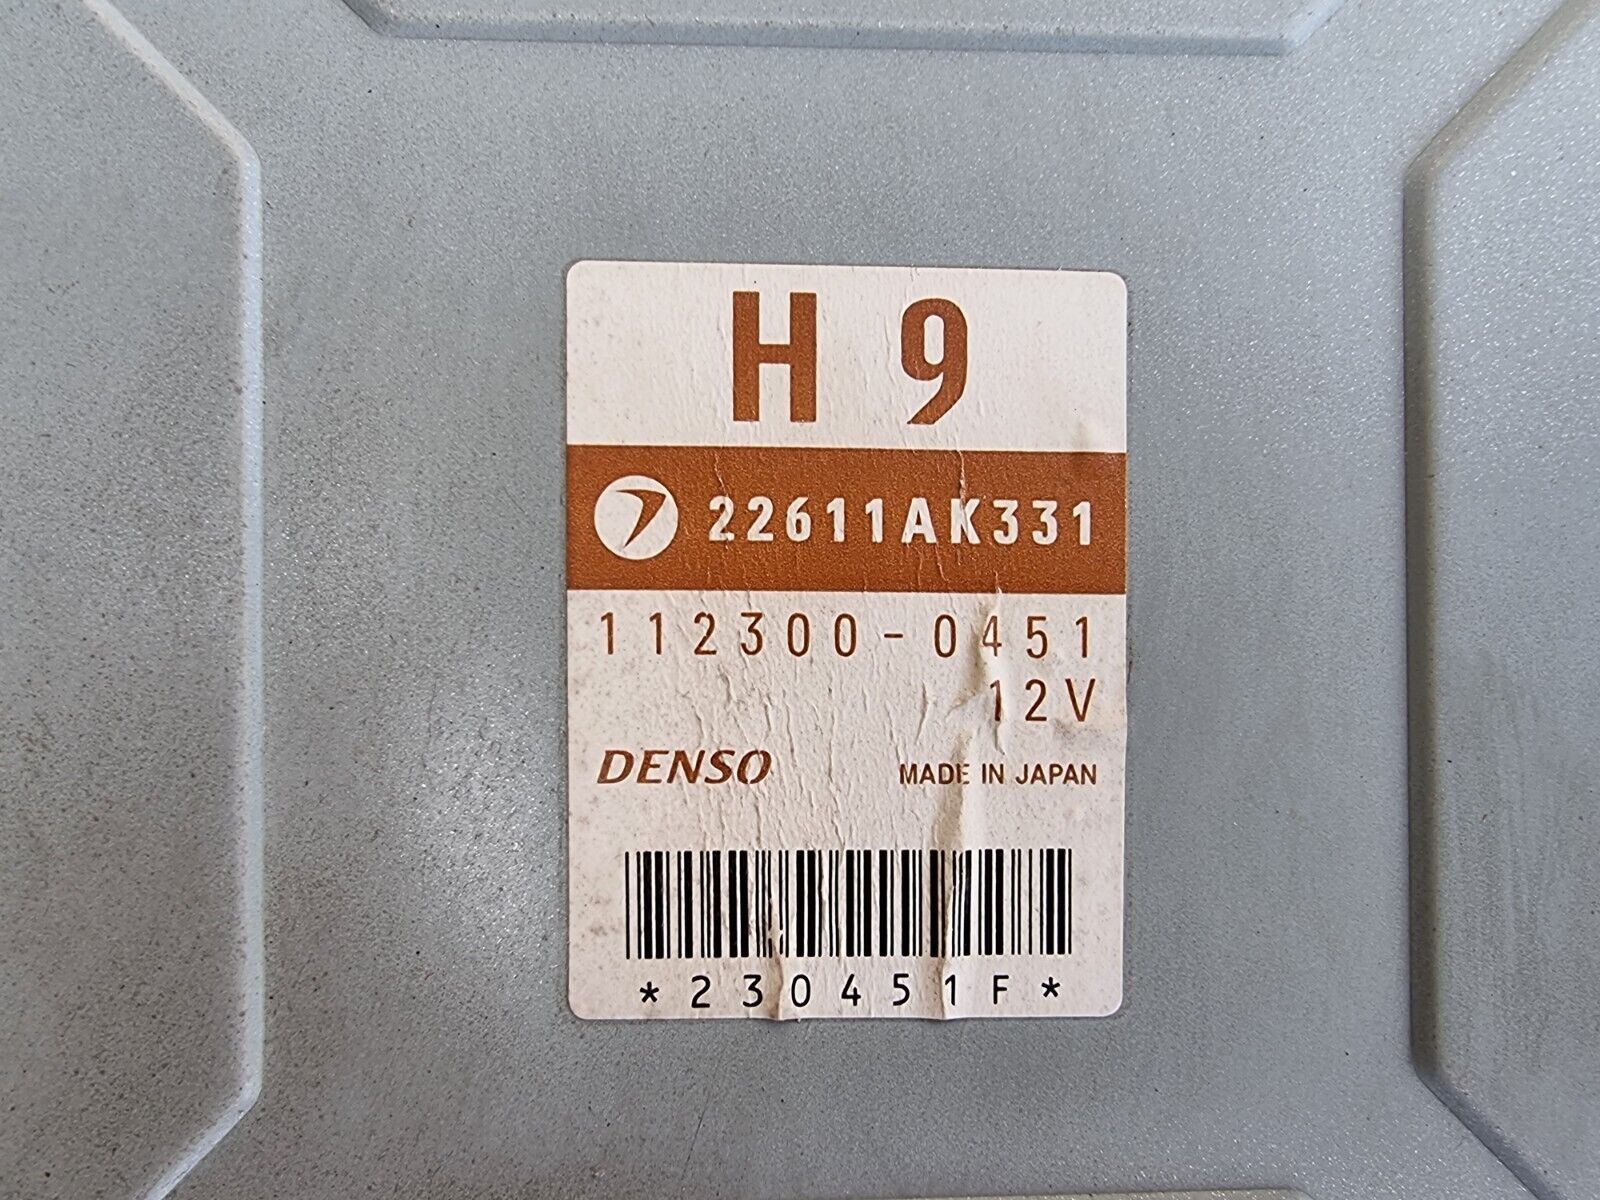 H 9
22611AK331
112300-0451
12V
DENSO MADE IN JAPAN
*230451F*